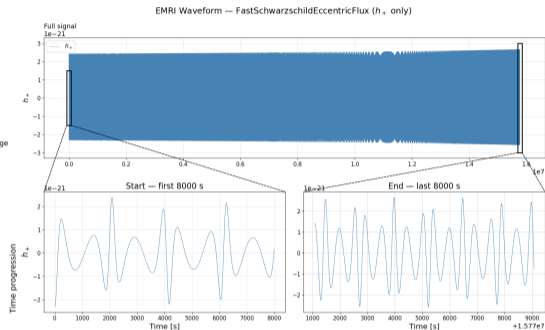 EMRI Waveform — FastSchwarzschildEccentricFlux (h₊ only)
Full signal
1e−21
3
2
1
0
−1
−2
−3
h₊
h₊
ge
0.0 0.2 0.4 0.6 0.8 1.0 1.2 1.4 1.6
1e7
1e−21
Start — first 8000 s
2
1
0
−1
−2
h₊
Time progression
0 1000 2000 3000 4000 5000 6000 7000 8000
Time [s]
1e−21
End — last 8000 s
2
1
0
−1
−2
1000 2000 3000 4000 5000 6000 7000 8000 9000
+1.577e7
Time [s]